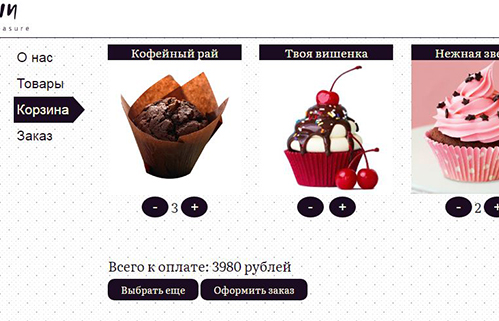 asure
О нас
Товары
Корзина
Заказ
Кофейный рай
Твоя вишенка
Нежная зве
- 3 +
- +
- 2 +
Всего к оплате: 3980 рублей
Выбрать еще
Оформить заказ